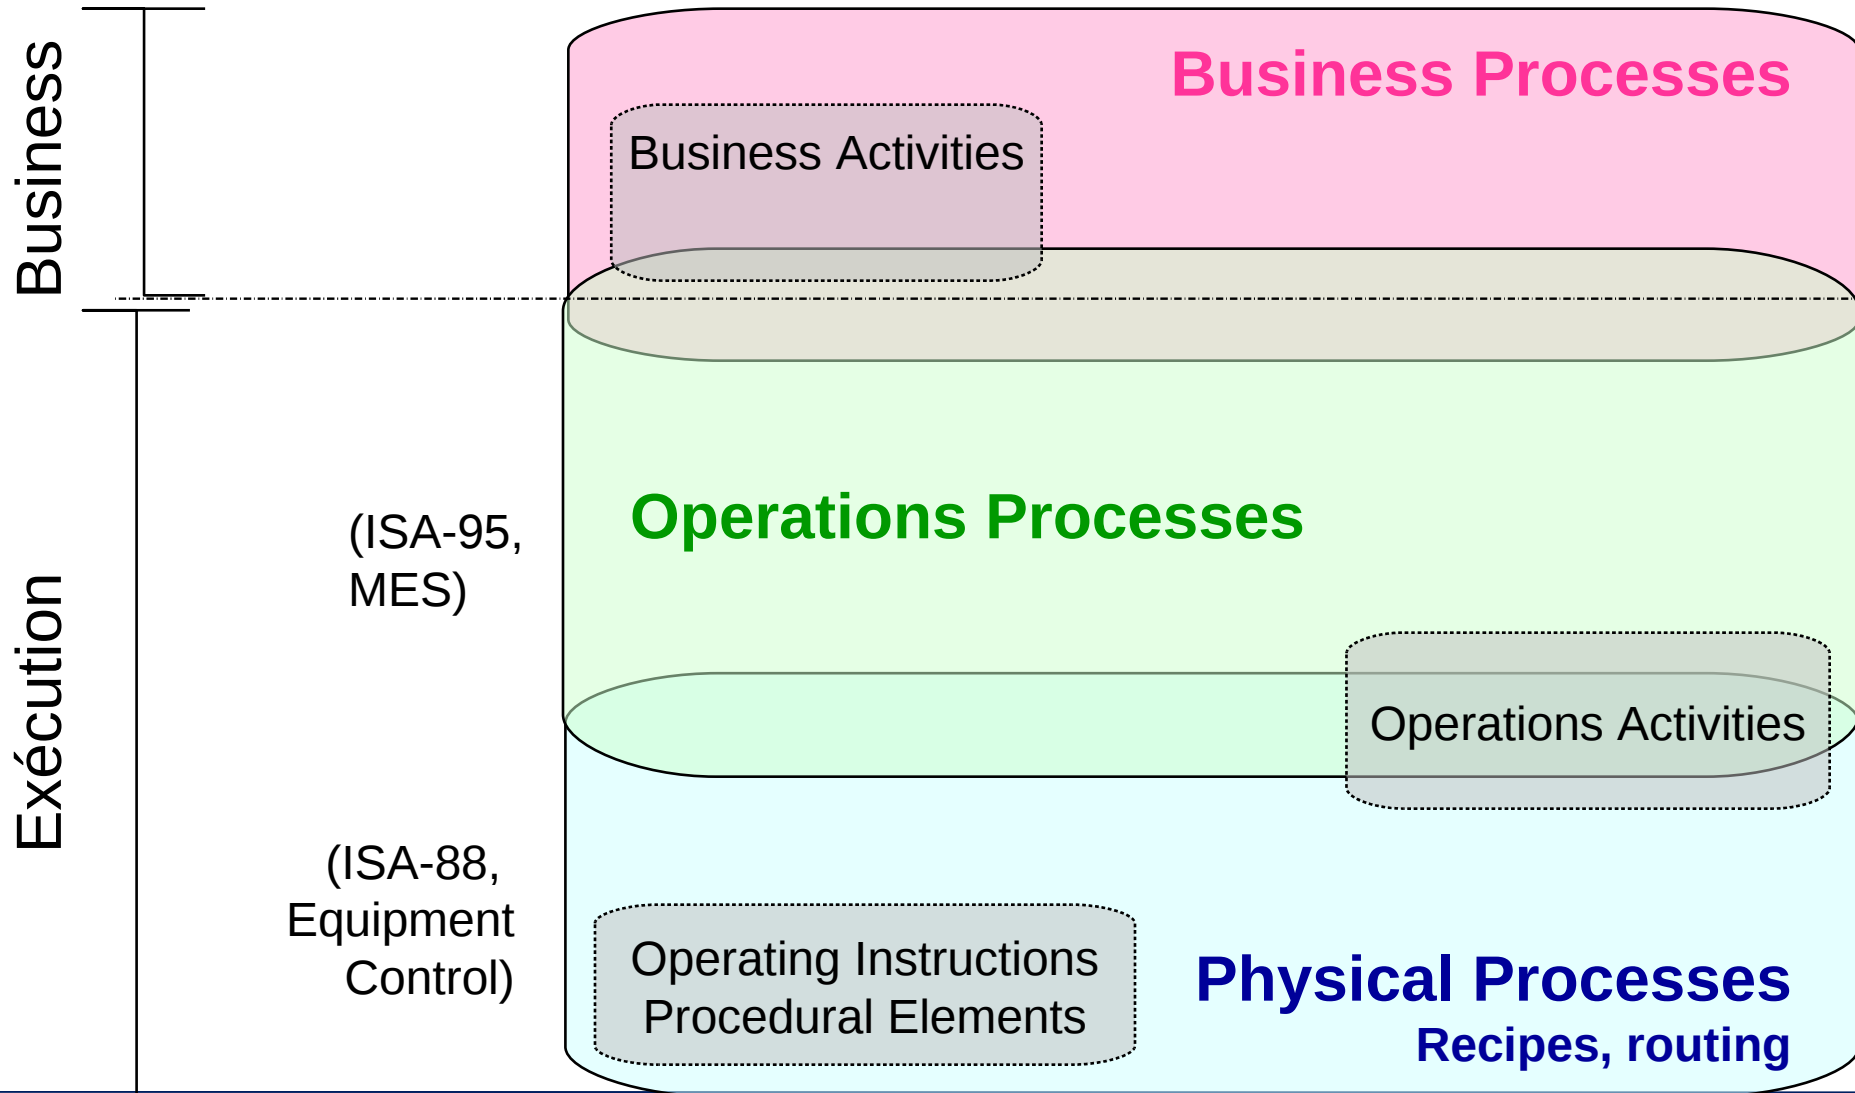 Business
Business Processes
Business Activities
Exécution
(ISA-95,
MES)
Operations Processes
Operations Activities
(ISA-88,
Equipment
Control)
Operating Instructions
Procedural Elements
Physical Processes
Recipes, routing